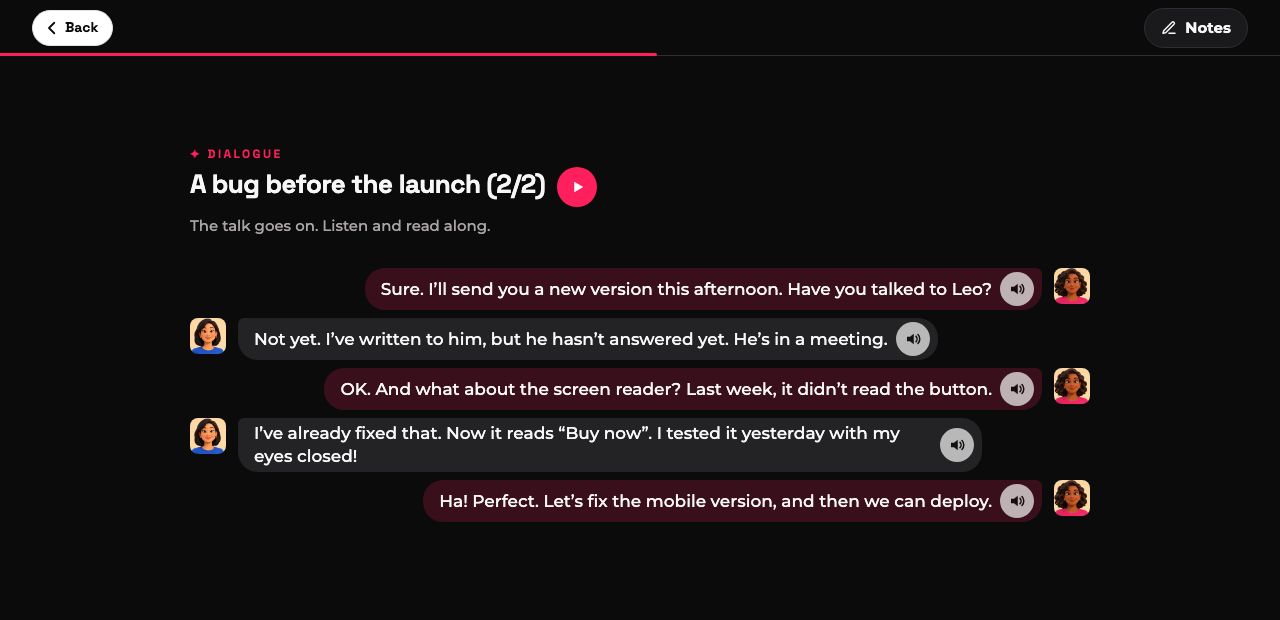 Back
Notes
DIALOGUE
A bug before the launch (2/2)
The talk goes on. Listen and read along.
Sure. I’ll send you a new version this afternoon. Have you talked to Leo?
Not yet. I’ve written to him, but he hasn’t answered yet. He’s in a meeting.
OK. And what about the screen reader? Last week, it didn’t read the button.
I’ve already fixed that. Now it reads “Buy now”. I tested it yesterday with my
eyes closed!
Ha! Perfect. Let’s fix the mobile version, and then we can deploy.